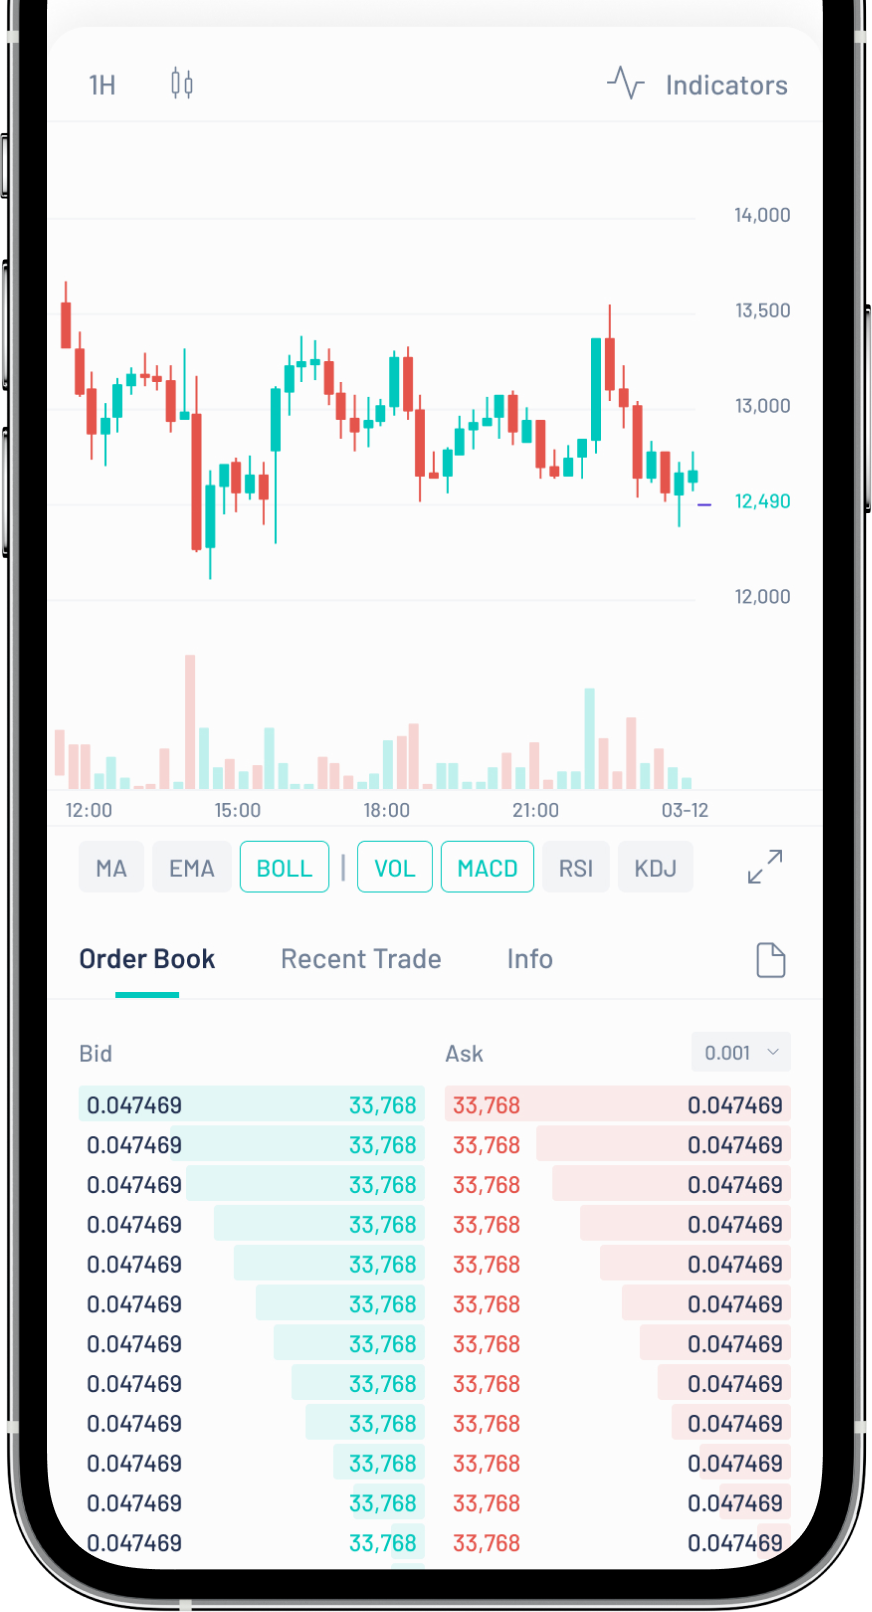 1H Indicators
14,000
13,500
13,000
12,490
12,000
12:00 15:00 18:00 21:00 03-12
MA EMA BOLL | VOL MACD RSI KDJ
Order Book Recent Trade Info
Bid Ask 0.001
0.047469 33,768 33,768 0.047469
0.047469 33,768 33,768 0.047469
0.047469 33,768 33,768 0.047469
0.047469 33,768 33,768 0.047469
0.047469 33,768 33,768 0.047469
0.047469 33,768 33,768 0.047469
0.047469 33,768 33,768 0.047469
0.047469 33,768 33,768 0.047469
0.047469 33,768 33,768 0.047469
0.047469 33,768 33,768 0.047469
0.047469 33,768 33,768 0.047469
0.047469 33,768 33,768 0.047469